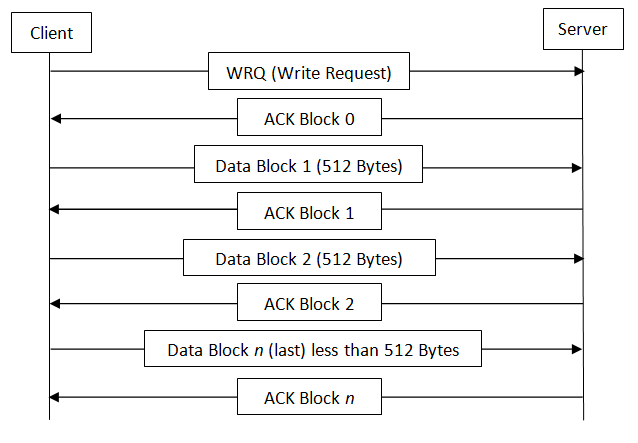 Client
Server
WRQ (Write Request)
ACK Block 0
Data Block 1 (512 Bytes)
ACK Block 1
Data Block 2 (512 Bytes)
ACK Block 2
Data Block n (last) less than 512 Bytes
ACK Block n